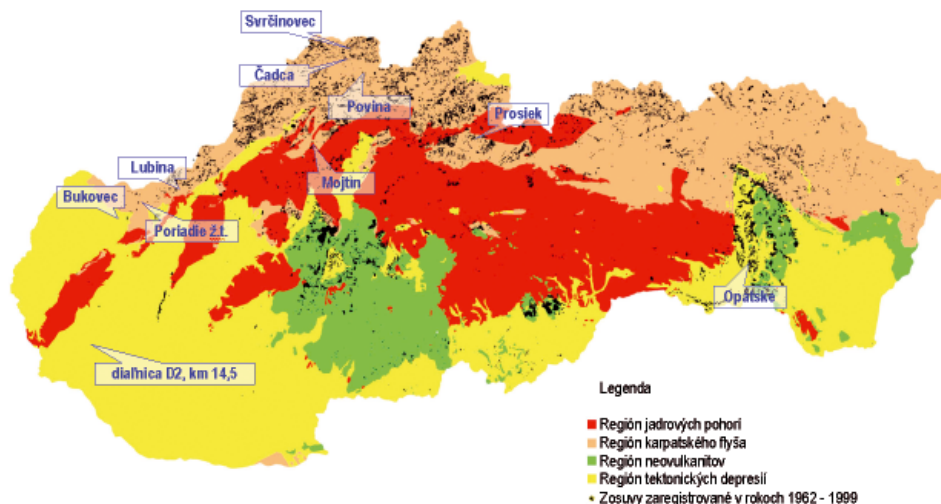 Svrčinovec
Čadca
Povina
Prosiek
Lubina
Bukovec
Mojtín
Poriadie ž.t.
Opátske
diaľnica D2, km 14,5
Legenda
Región jadrových pohorí
Región karpatského flyša
Región neovulkanitov
Región tektonických depresií
Zosuvy zaregistrované v rokoch 1962 - 1999